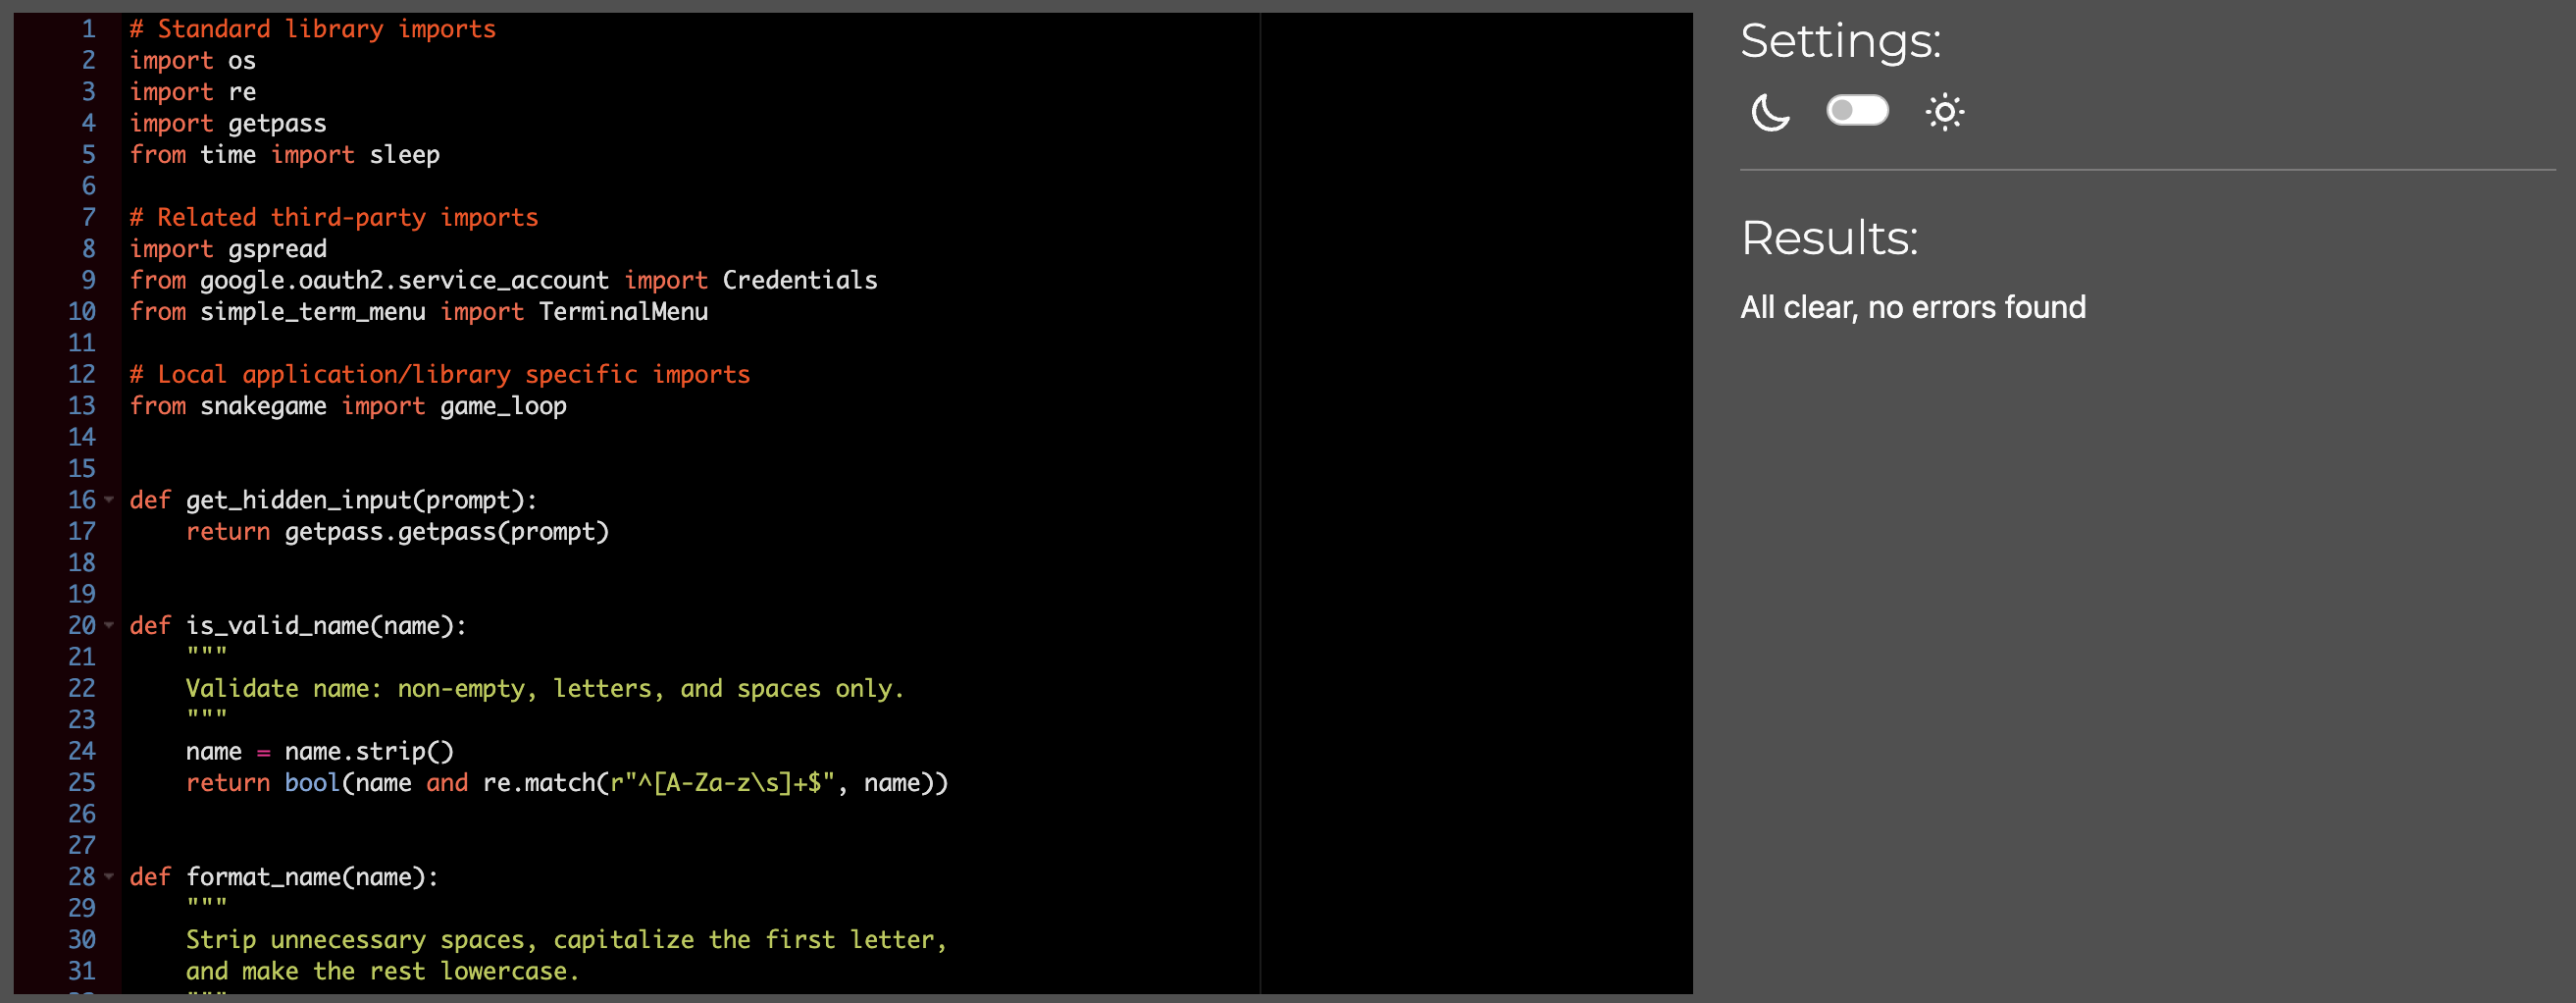 1 # Standard library imports
2 import os
3 import re
4 import getpass
5 from time import sleep
6
7 # Related third-party imports
8 import gspread
9 from google.oauth2.service_account import Credentials
10 from simple_term_menu import TerminalMenu
11
12 # Local application/library specific imports
13 from snakegame import game_loop
14
15
16 def get_hidden_input(prompt):
17     return getpass.getpass(prompt)
18
19
20 def is_valid_name(name):
21     """
22     Validate name: non-empty, letters, and spaces only.
23     """
24     name = name.strip()
25     return bool(name and re.match(r"^[A-Za-z\s]+$", name))
26
27
28 def format_name(name):
29     """
30     Strip unnecessary spaces, capitalize the first letter,
31     and make the rest lowercase.
Settings:
Results:
All clear, no errors found